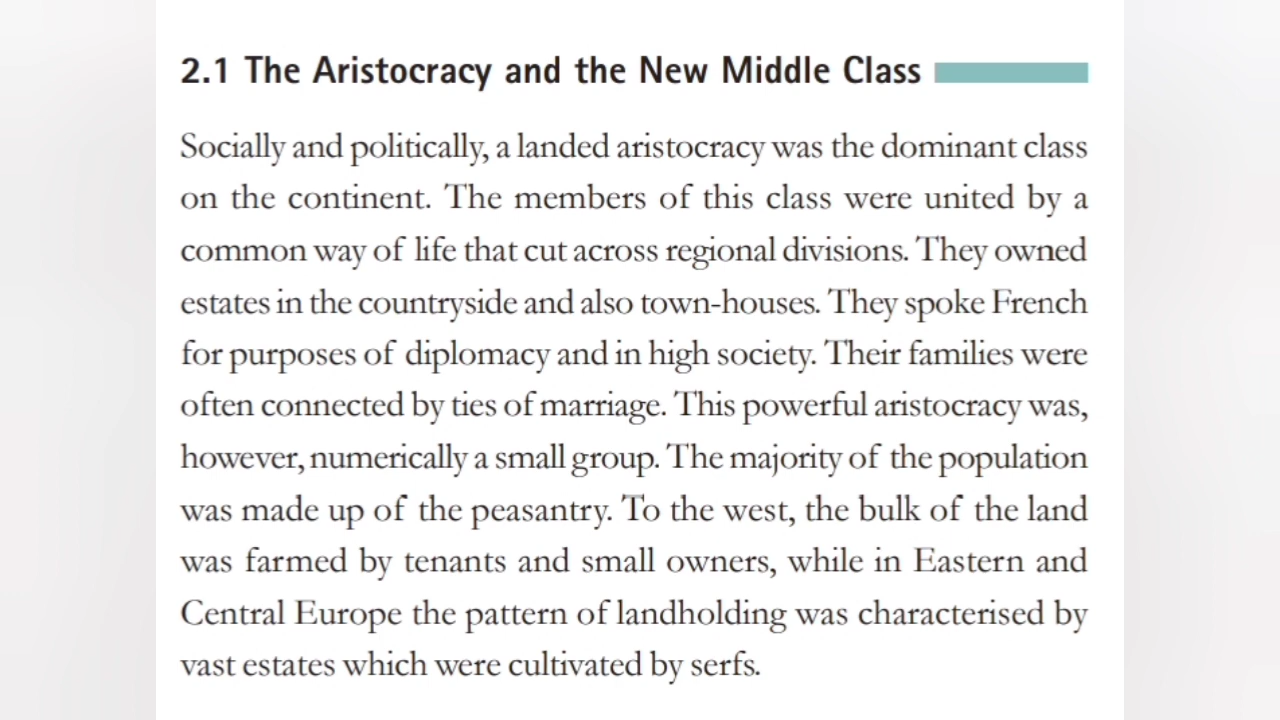 2.1 The Aristocracy and the New Middle Class
Socially and politically, a landed aristocracy was the dominant class
on the continent. The members of this class were united by a
common way of life that cut across regional divisions. They owned
estates in the countryside and also town-houses. They spoke French
for purposes of diplomacy and in high society. Their families were
often connected by ties of marriage. This powerful aristocracy was,
however, numerically a small group. The majority of the population
was made up of the peasantry. To the west, the bulk of the land
was farmed by tenants and small owners, while in Eastern and
Central Europe the pattern of landholding was characterised by
vast estates which were cultivated by serfs.